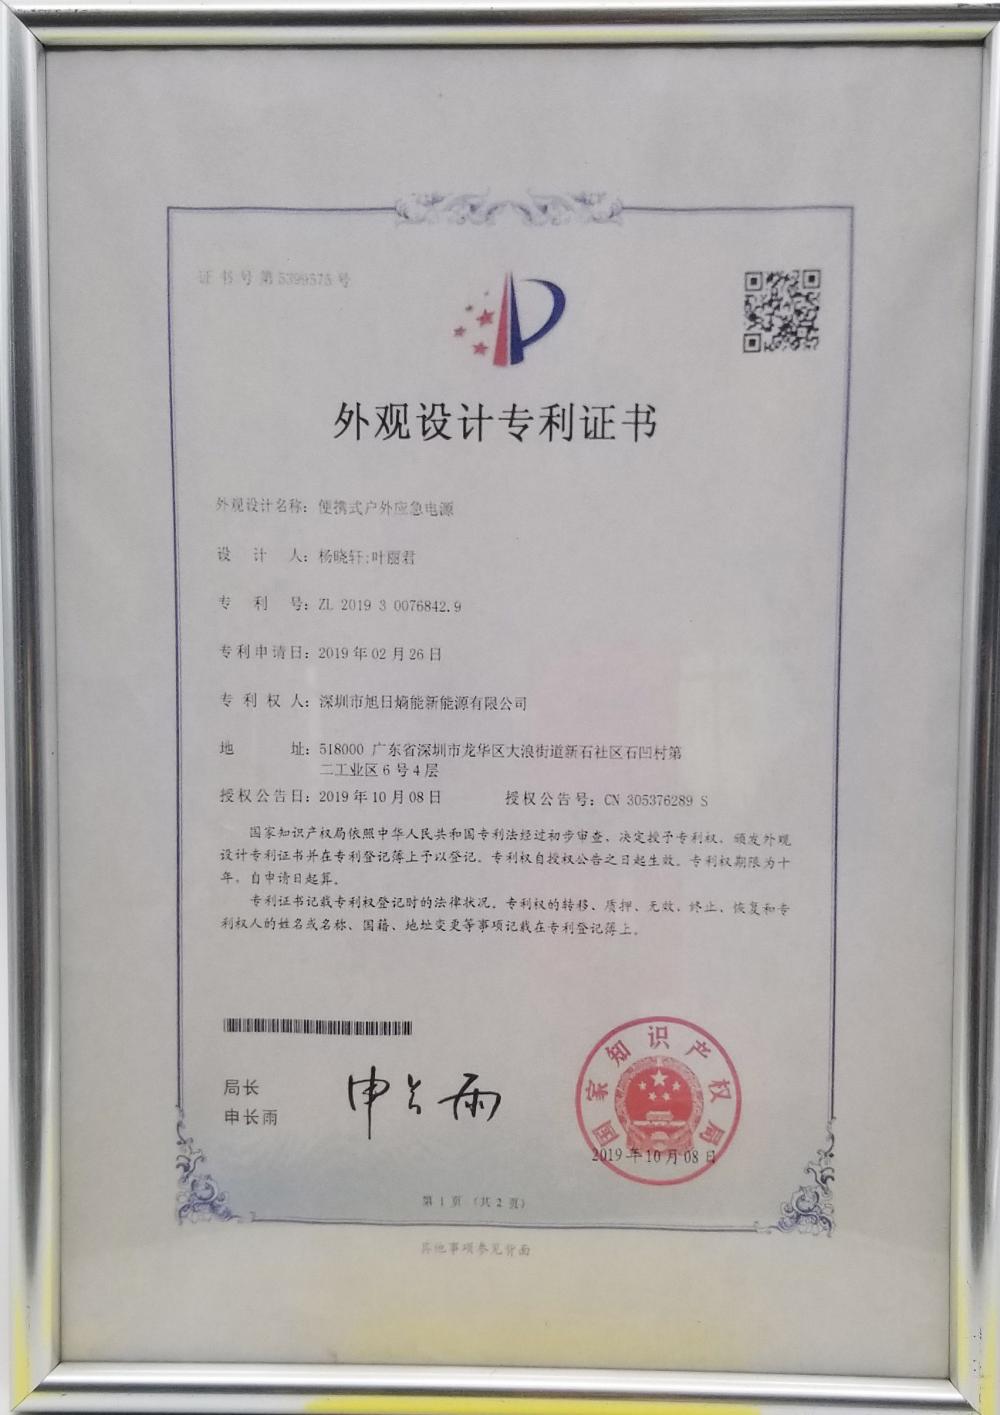 证书号第5399575号
外观设计专利证书
外观设计名称：便携式户外应急电源
设计人：杨晓轩;叶丽君
专利号：ZL 2019 3 0076842.9
专利申请日：2019年02月26日
专利权人：深圳市旭日熵能新能源有限公司
地址：518000 广东省深圳市龙华区大浪街道新石社区石凹村第
二工业区6号4层
授权公告日：2019年10月08日 授权公告号：CN 305376289 S
国家知识产权局依照中华人民共和国专利法经过初步审查，决定授予专利权，颁发外观
设计专利证书并在专利登记簿上予以登记。专利权自授权公告之日起生效。专利权期限为十
年，自申请日起算。
专利证书记载专利权登记时的法律状况。专利权的转移、质押、无效、终止、恢复和专
利权人的姓名或名称、国籍、地址变更等事项记载在专利登记簿上。
局长
申长雨
申长雨
国家知识产权局
2019年10月08日
第 1 页 （共 2 页）
其他事项参见背面